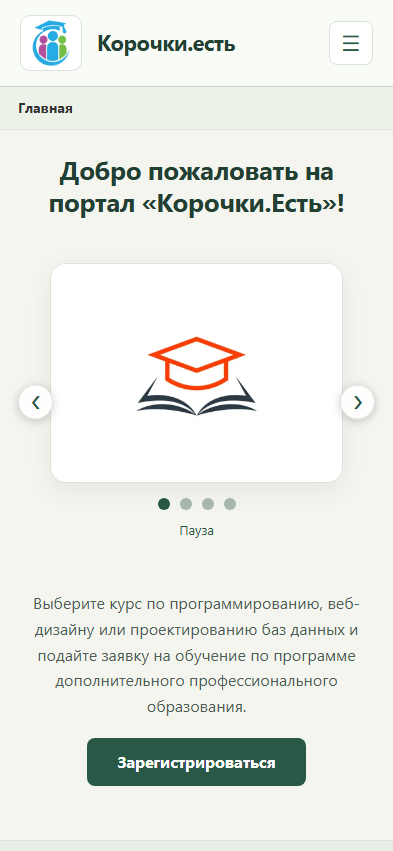 Корочки.есть
Главная
Добро пожаловать на
портал «Корочки.Есть»!
Пауза
Выберите курс по программированию, веб-
дизайну или проектированию баз данных и
подайте заявку на обучение по программе
дополнительного профессионального
образования.
Зарегистрироваться